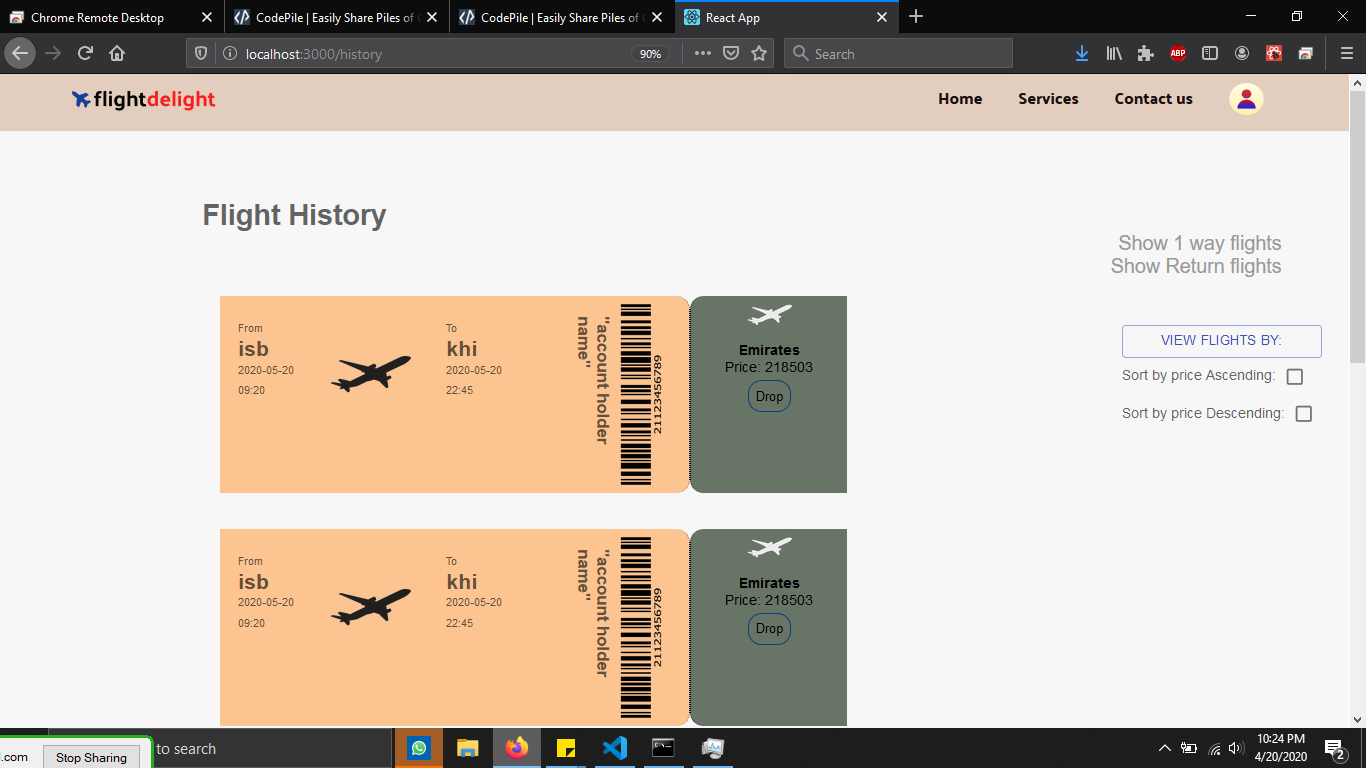 Chrome Remote Desktop
CodePile | Easily Share Piles of
CodePile | Easily Share Piles of
React App
localhost:3000/history
90%
Search
ABP
flightdelight
Home
Services
Contact us
Flight History
Show 1 way flights
Show Return flights
VIEW FLIGHTS BY:
Sort by price Ascending:
Sort by price Descending:
From
isb
2020-05-20
09:20
To
khi
2020-05-20
22:45
"account holder
name"
21123456789
Emirates
Price: 218503
Drop
From
isb
2020-05-20
09:20
To
khi
2020-05-20
22:45
"account holder
name"
21123456789
Emirates
Price: 218503
Drop
.com
Stop Sharing
to search
10:24 PM
4/20/2020
2